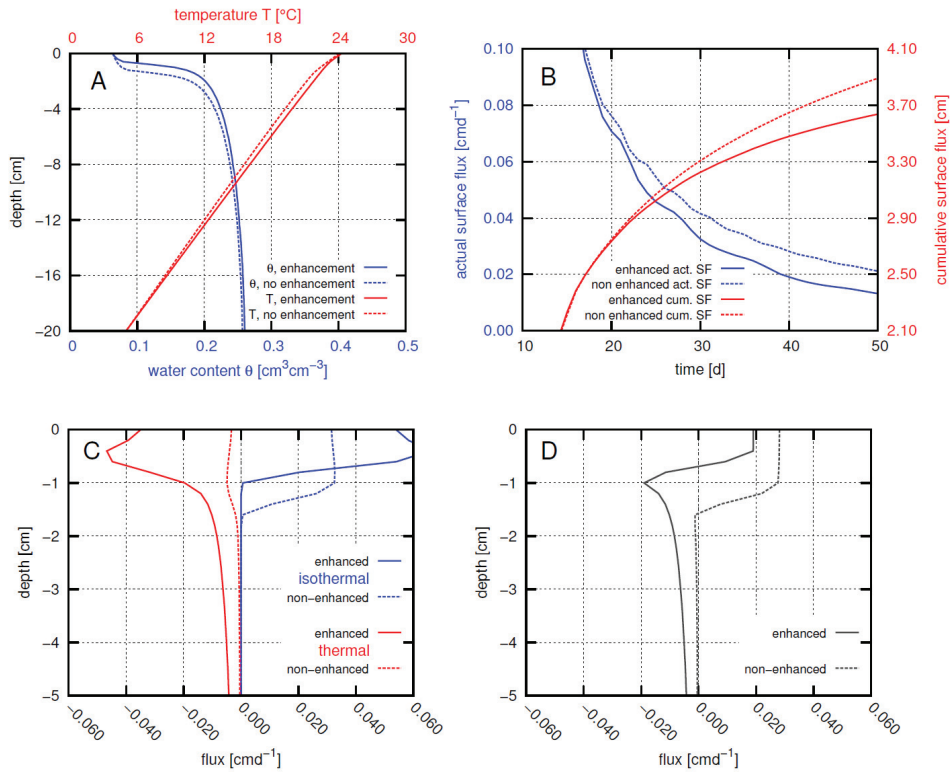 temperature T [°C]
0 6 12 18 24 30
A
0
−4
−8
−12
−16
−20
depth [cm]
θ, enhancement
θ, no enhancement
T, enhancement
T, no enhancement
0 0.1 0.2 0.3 0.4 0.5
water content θ [cm³cm⁻³]
B
0.10
0.08
0.06
0.04
0.02
0.00
actual surface flux [cmd⁻¹]
4.10
3.70
3.30
2.90
2.50
2.10
cumulative surface flux [cm]
enhanced act. SF
non enhanced act. SF
enhanced cum. SF
non enhanced cum. SF
10 20 30 40 50
time [d]
C
0
−1
−2
−3
−4
−5
depth [cm]
enhanced
isothermal
non−enhanced
enhanced
thermal
non−enhanced
−0.060 −0.040 −0.020 0.000 0.020 0.040 0.060
flux [cmd⁻¹]
D
0
−1
−2
−3
−4
−5
depth [cm]
enhanced
non−enhanced
−0.060 −0.040 −0.020 0.000 0.020 0.040 0.060
flux [cmd⁻¹]